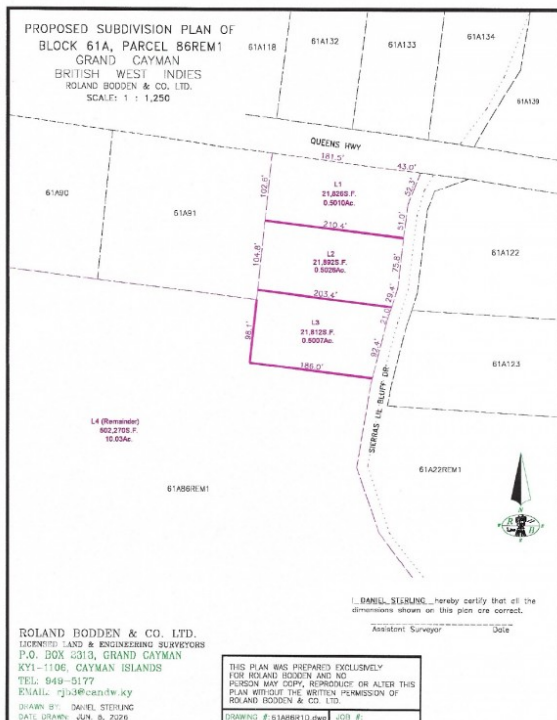 PROPOSED SUBDIVISION PLAN OF
BLOCK 61A, PARCEL 86REM1
GRAND CAYMAN
BRITISH WEST INDIES
ROLAND BODDEN & CO. LTD.
SCALE: 1 : 1,250
61A118
61A132
61A133
61A134
61A139
QUEENS HWY
181.5'
43.0'
61A90
61A91
102.6'
L1
21,826S.F.
0.5010Ac.
52.3'
51.0'
210.4'
104.8'
L2
21,892S.F.
0.5026Ac.
75.8'
61A122
203.4'
29.4'
21.0'
98.1'
L3
21,812S.F.
0.5007Ac.
92.4'
186.0'
61A123
SIERRAS LIL BLUFF DR
L4 (Remainder)
10.03Ac.
61A86REM1
61A22REM1
N
R B
S
I DANIEL STERLING hereby certify that all the
dimensions shown on this plan are correct.
Assistant Surveyor Date
ROLAND BODDEN & CO. LTD.
LICENSED LAND & ENGINEERING SURVEYORS
P.O. BOX 2313, GRAND CAYMAN
KY1-1106, CAYMAN ISLANDS
TEL: 949-5177
EMAIL: rjb3@candw.ky
DRAWN BY: DANIEL STERLING
DATE DRAWN: JUN. 8, 2026
THIS PLAN WAS PREPARED EXCLUSIVELY
FOR ROLAND BODDEN AND NO
PERSON MAY COPY, REPRODUCE OR ALTER THIS
PLAN WITHOUT THE WRITTEN PERMISSION OF
ROLAND BODDEN & CO. LTD.
DRAWING #:61A86R10.dwg JOB #: